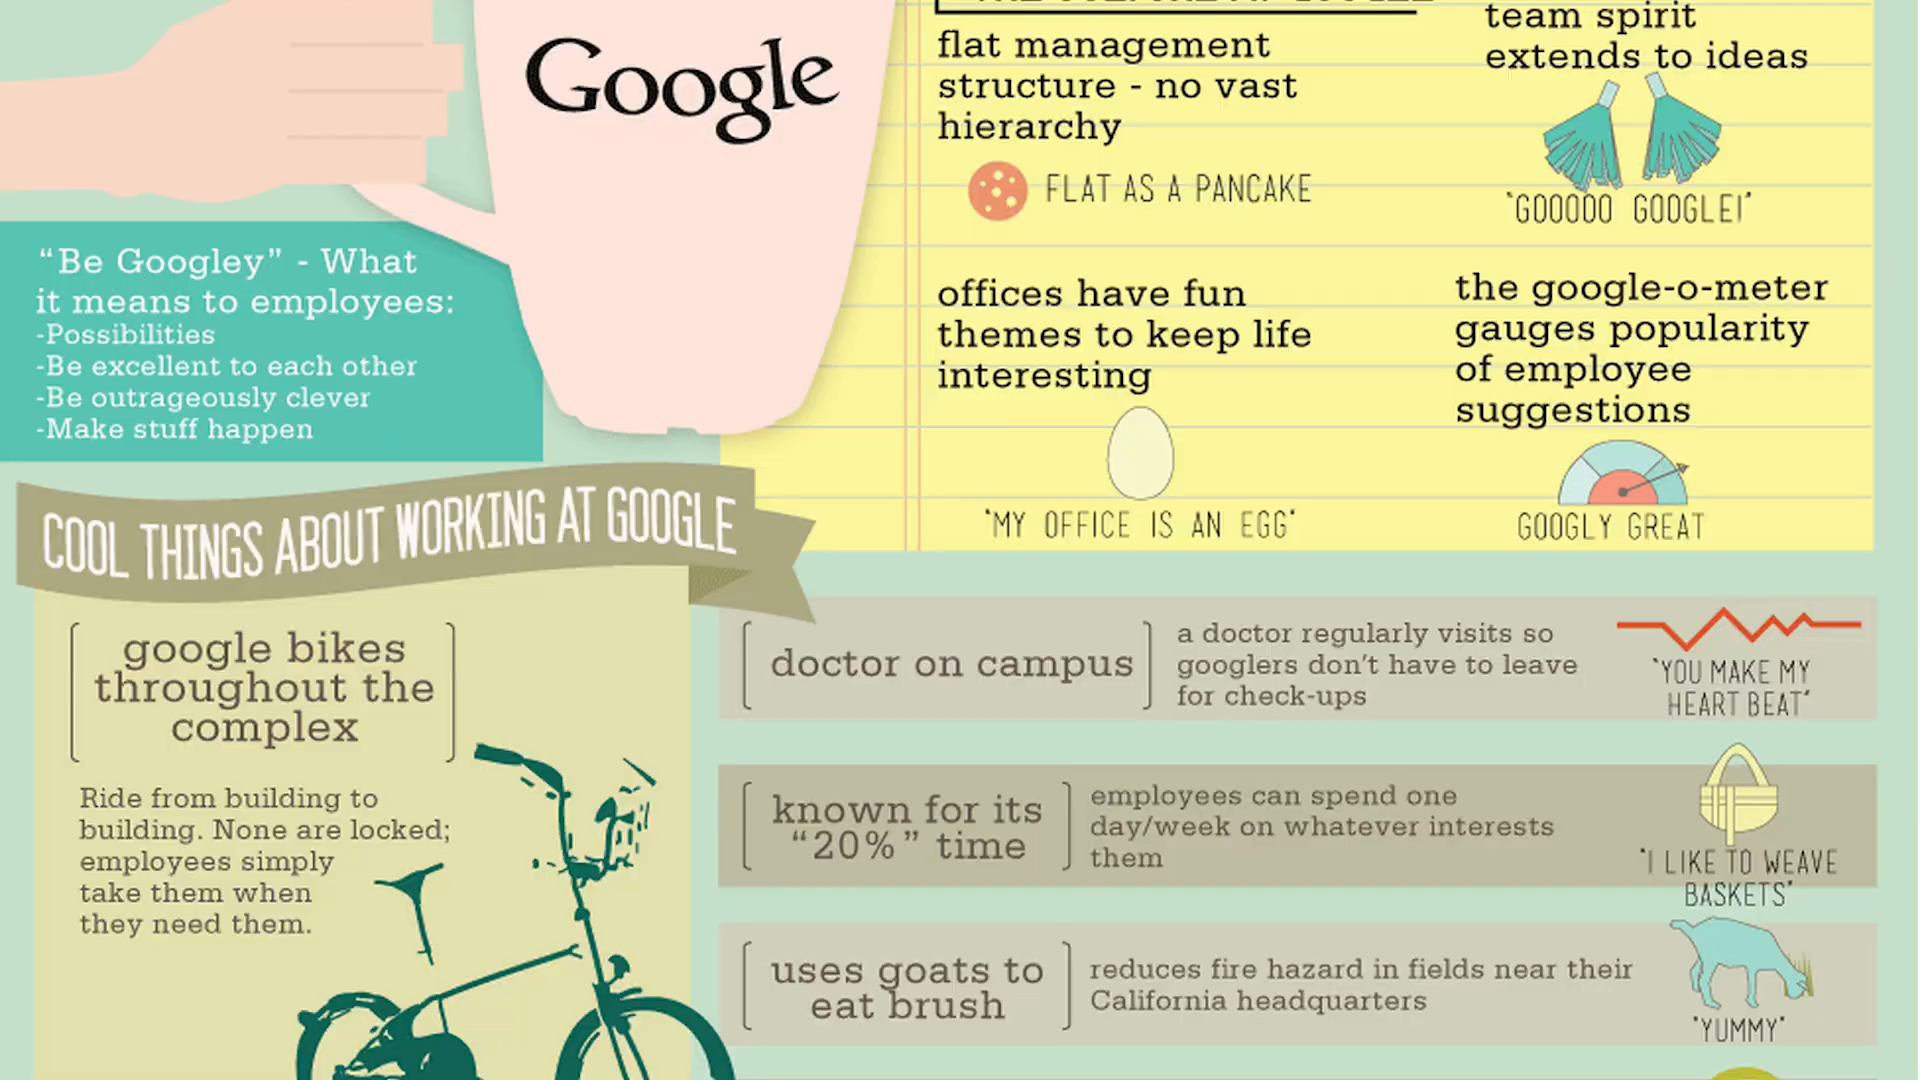 Google
flat management
structure - no vast
hierarchy
FLAT AS A PANCAKE
team spirit
extends to ideas
"GOOOOO GOOGLE!"
"Be Googley" - What
it means to employees:
-Possibilities
-Be excellent to each other
-Be outrageously clever
-Make stuff happen
offices have fun
themes to keep life
interesting
"MY OFFICE IS AN EGG"
the google-o-meter
gauges popularity
of employee
suggestions
GOOGLY GREAT
COOL THINGS ABOUT WORKING AT GOOGLE
google bikes
throughout the
complex
Ride from building to
building. None are locked;
employees simply
take them when
they need them.
doctor on campus
a doctor regularly visits so
googlers don't have to leave
for check-ups
"YOU MAKE MY
HEART BEAT"
known for its
"20%" time
employees can spend one
day/week on whatever interests
them
"I LIKE TO WEAVE
BASKETS"
uses goats to
eat brush
reduces fire hazard in fields near their
California headquarters
"YUMMY"